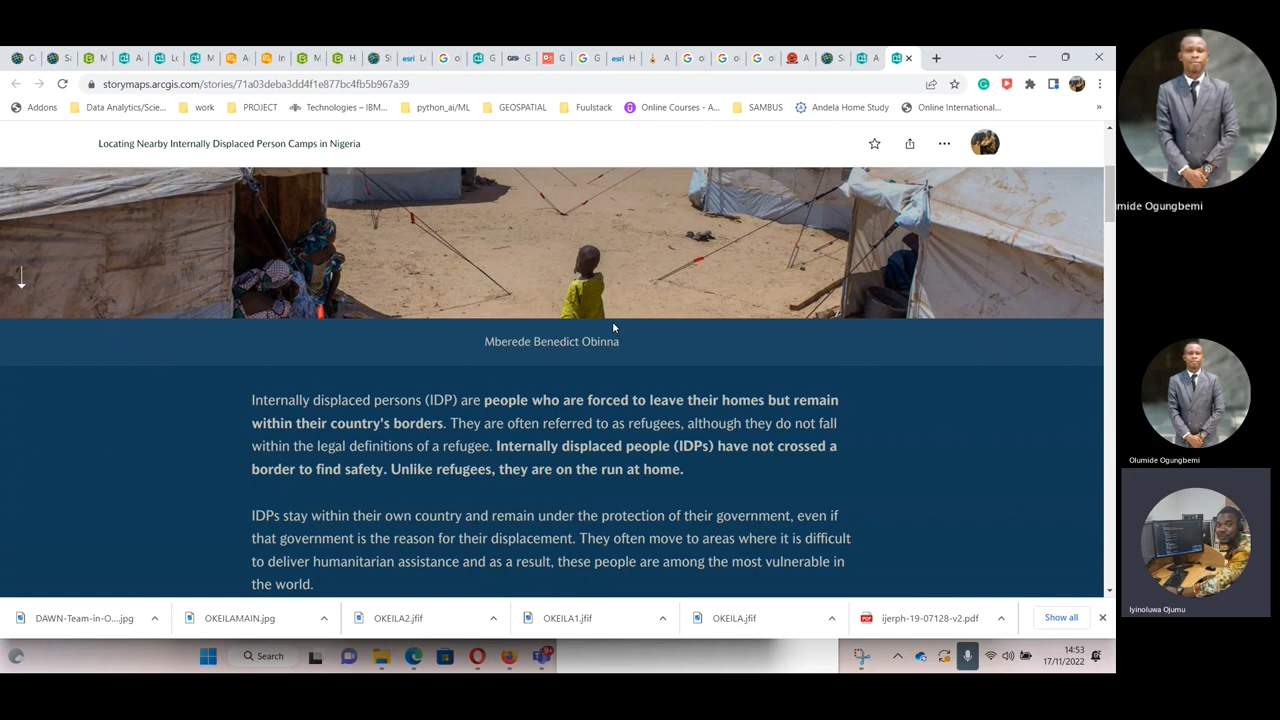 esri L
esri H
storymaps.arcgis.com/stories/71a03deba3dd4f1e877bc4fb5b967a39
Addons
Data Analytics/Scie...
work
PROJECT
Technologies – IBM...
python_ai/ML
GEOSPATIAL
Fuulstack
Online Courses - A...
SAMBUS
Andela Home Study
Online International...
»
Locating Nearby Internally Displaced Person Camps in Nigeria
mide Ogungbemi
Mberede Benedict Obinna
Internally displaced persons (IDP) are people who are forced to leave their homes but remain
within their country's borders. They are often referred to as refugees, although they do not fall
within the legal definitions of a refugee. Internally displaced people (IDPs) have not crossed a
border to find safety. Unlike refugees, they are on the run at home.
Olumide Ogungbemi
IDPs stay within their own country and remain under the protection of their government, even if
that government is the reason for their displacement. They often move to areas where it is difficult
to deliver humanitarian assistance and as a result, these people are among the most vulnerable in
the world.
Iyinoluwa Ojumu
DAWN-Team-in-O....jpg
OKEILAMAIN.jpg
OKEILA2.jfif
OKEILA1.jfif
OKEILA.jfif
PDF
ijerph-19-07128-v2.pdf
Show all
Search
14:53
17/11/2022